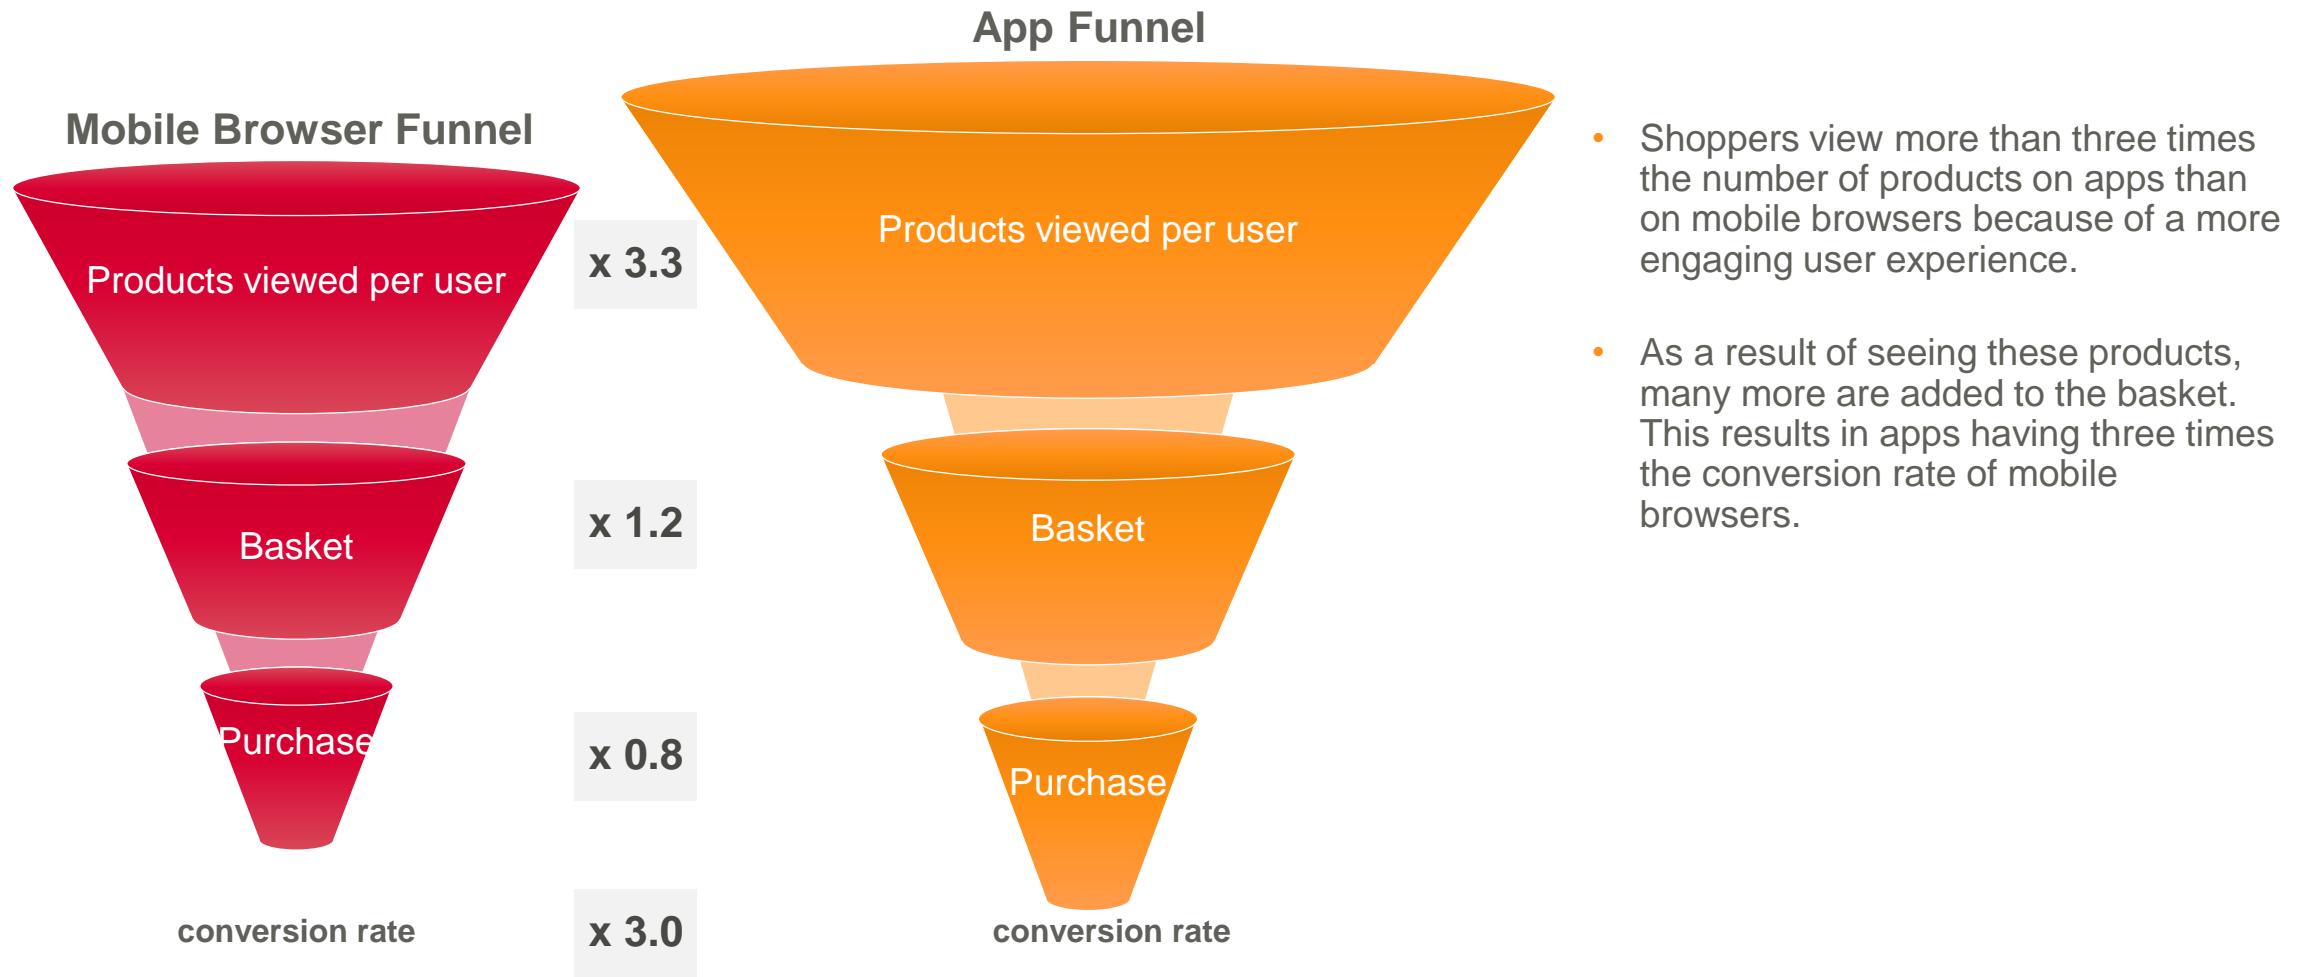 App Funnel
Mobile Browser Funnel
Products viewed per user
Products viewed per user
x 3.3
Basket
Basket
x 1.2
Purchase
Purchase
x 0.8
conversion rate
x 3.0
conversion rate
• Shoppers view more than three times
the number of products on apps than
on mobile browsers because of a more
engaging user experience.
• As a result of seeing these products,
many more are added to the basket.
This results in apps having three times
the conversion rate of mobile
browsers.